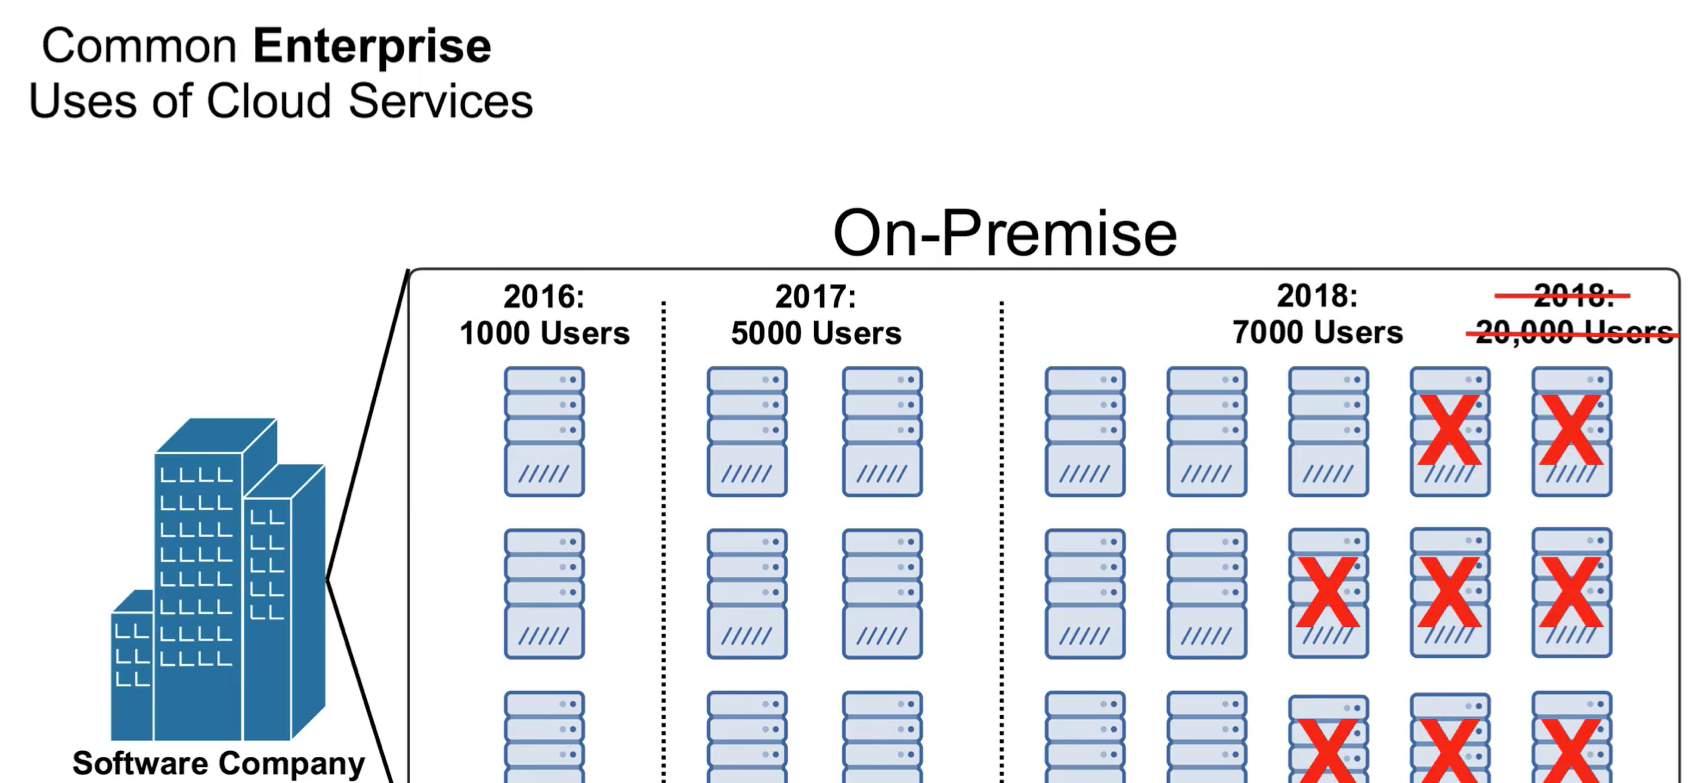 Common Enterprise
Uses of Cloud Services
On-Premise
2016:
1000 Users
2017:
5000 Users
2018:
7000 Users
2018:
20,000 Users
Software Company